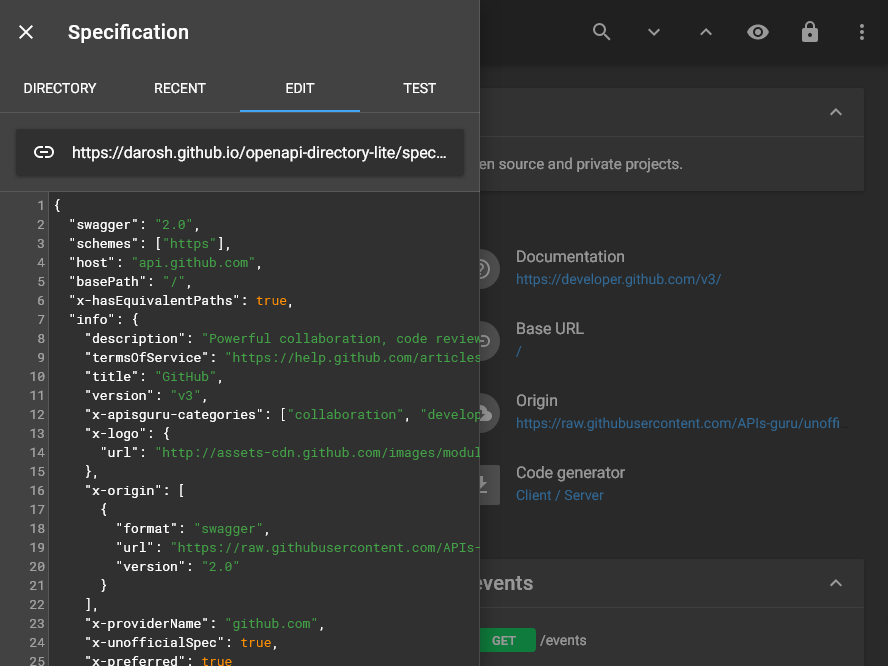 Specification
DIRECTORY RECENT EDIT TEST
https://darosh.github.io/openapi-directory-lite/spec...
1 {
2 "swagger": "2.0",
3 "schemes": ["https"],
4 "host": "api.github.com",
5 "basePath": "/",
6 "x-hasEquivalentPaths": true,
7 "info": {
8 "description": "Powerful collaboration, code review
9 "termsOfService": "https://help.github.com/articles
10 "title": "GitHub",
11 "version": "v3",
12 "x-apisguru-categories": ["collaboration", "develop
13 "x-logo": {
14 "url": "http://assets-cdn.github.com/images/modul
15 },
16 "x-origin": [
17 {
18 "format": "swagger",
19 "url": "https://raw.githubusercontent.com/APIs-
20 "version": "2.0"
21 }
22 ],
23 "x-providerName": "github.com",
24 "x-unofficialSpec": true,
25 "x-preferred": true
en source and private projects.
Documentation
https://developer.github.com/v3/
Base URL
/
Origin
https://raw.githubusercontent.com/APIs-guru/unoffi
Code generator
Client / Server
events
GET /events